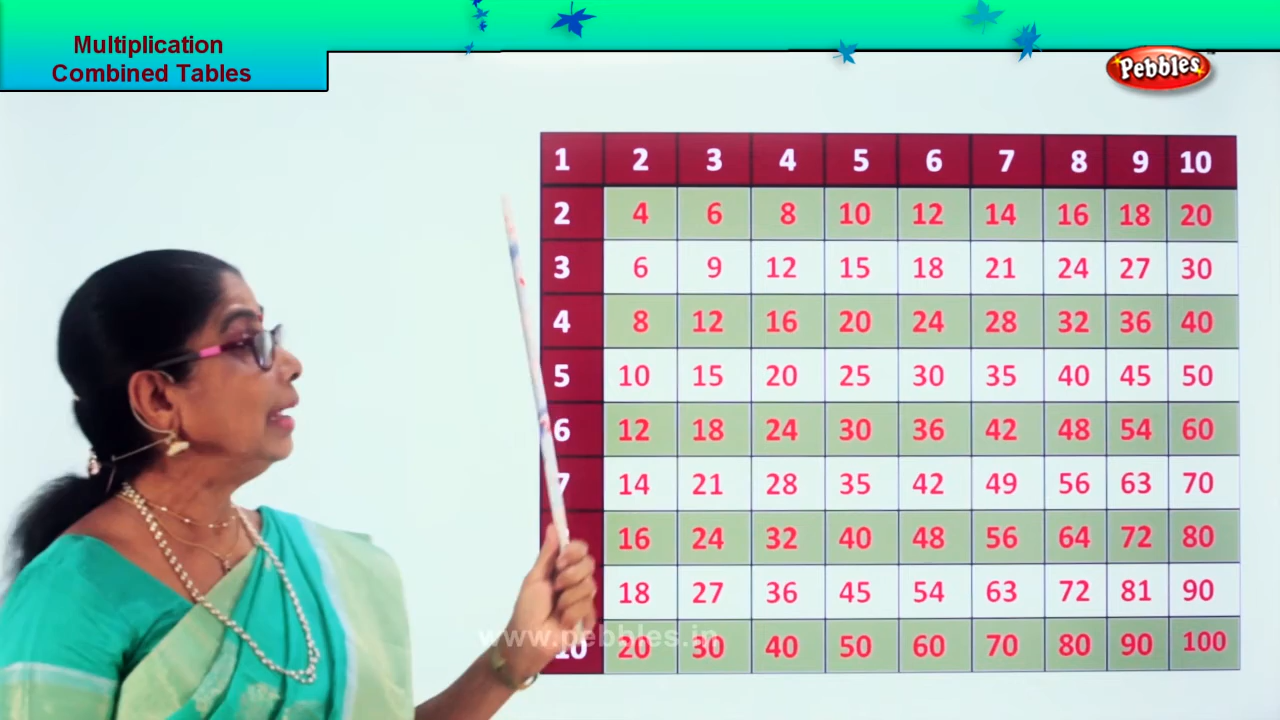 Multiplication
Combined Tables
Pebbles
1 2 3 4 5 6 7 8 9 10
2 4 6 8 10 12 14 16 18 20
3 6 9 12 15 18 21 24 27 30
4 8 12 16 20 24 28 32 36 40
5 10 15 20 25 30 35 40 45 50
6 12 18 24 30 36 42 48 54 60
7 14 21 28 35 42 49 56 63 70
16 24 32 40 48 56 64 72 80
18 27 36 45 54 63 72 81 90
10 20 30 40 50 60 70 80 90 100
www.pebbles.in